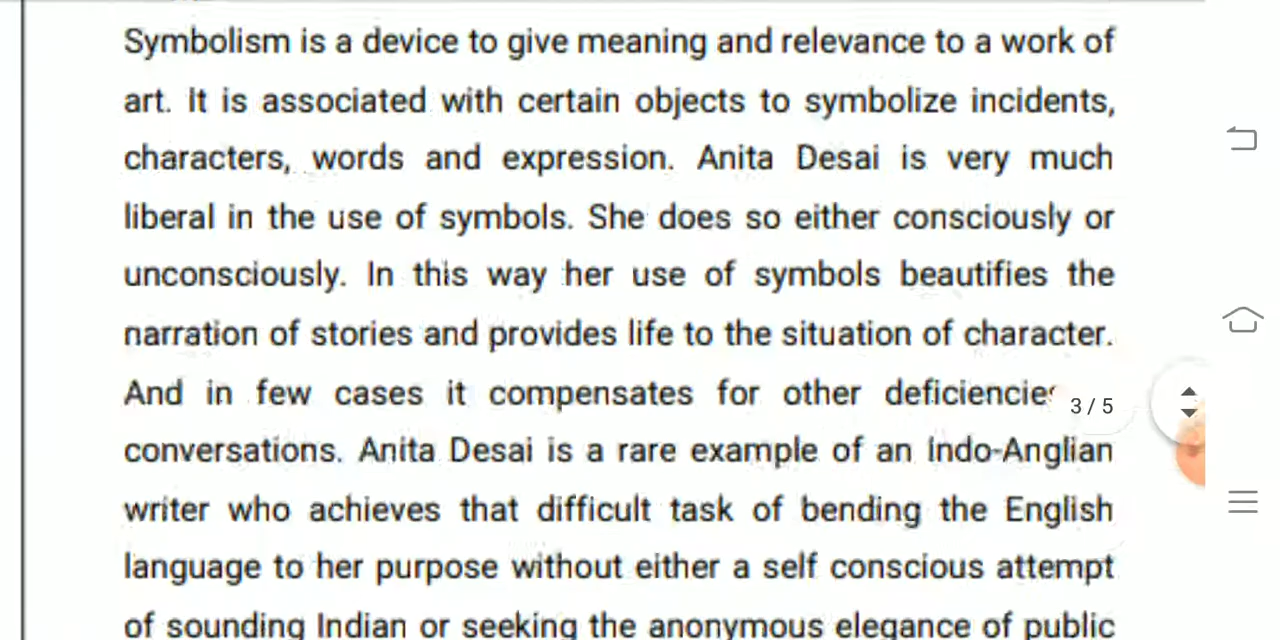 Symbolism is a device to give meaning and relevance to a work of
art. It is associated with certain objects to symbolize incidents,
characters, words and expression. Anita Desai is very much
liberal in the use of symbols. She does so either consciously or
unconsciously. In this way her use of symbols beautifies the
narration of stories and provides life to the situation of character.
And in few cases it compensates for other deficiencies
3 / 5
conversations. Anita Desai is a rare example of an Indo-Anglian
writer who achieves that difficult task of bending the English
language to her purpose without either a self conscious attempt
of sounding Indian or seeking the anonymous elegance of public